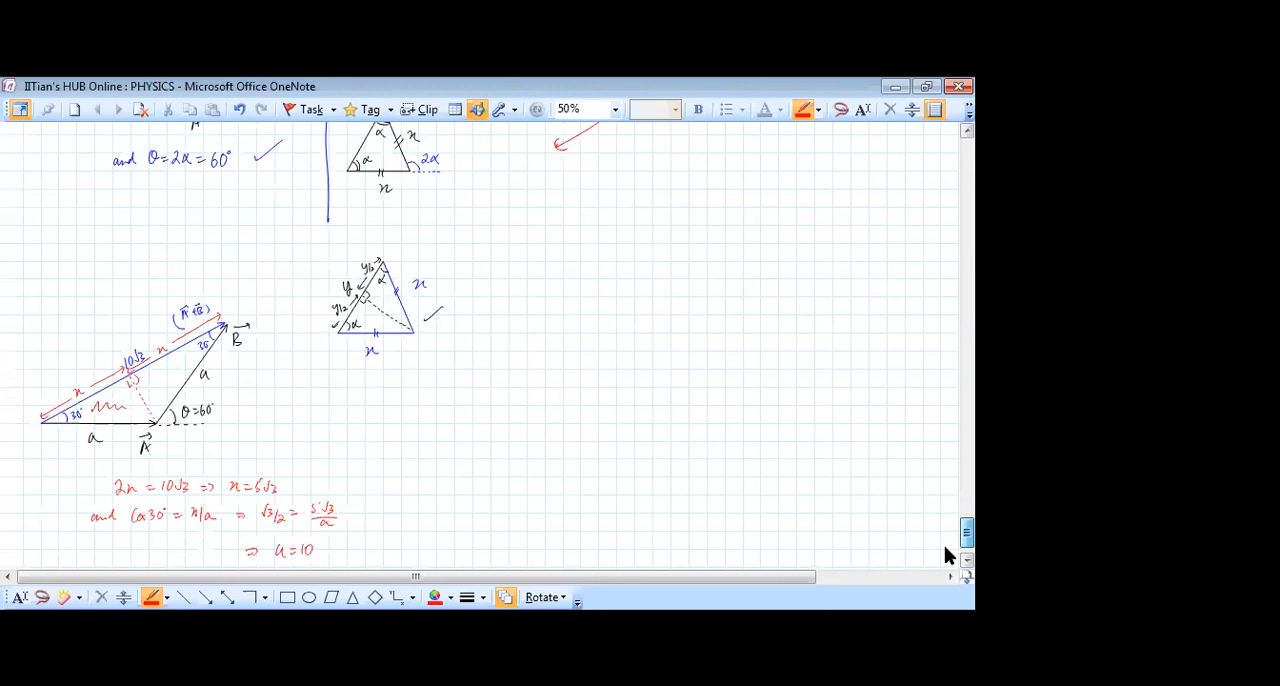 IITian's HUB Online : PHYSICS - Microsoft Office OneNote
Task Tag Clip 50% B A A
and θ=2α=60°
α x
α 2α
x
y/2
y α x
y/2
α
x
(A⃗+B⃗)
10√3 x
30° B⃗
x a
30° θ=60°
a A⃗
2x = 10√3 ⇒ x=5√3
and Cos30° = x/a ⇒ √3/2 = 5√3/a
⇒ a=10
A Rotate